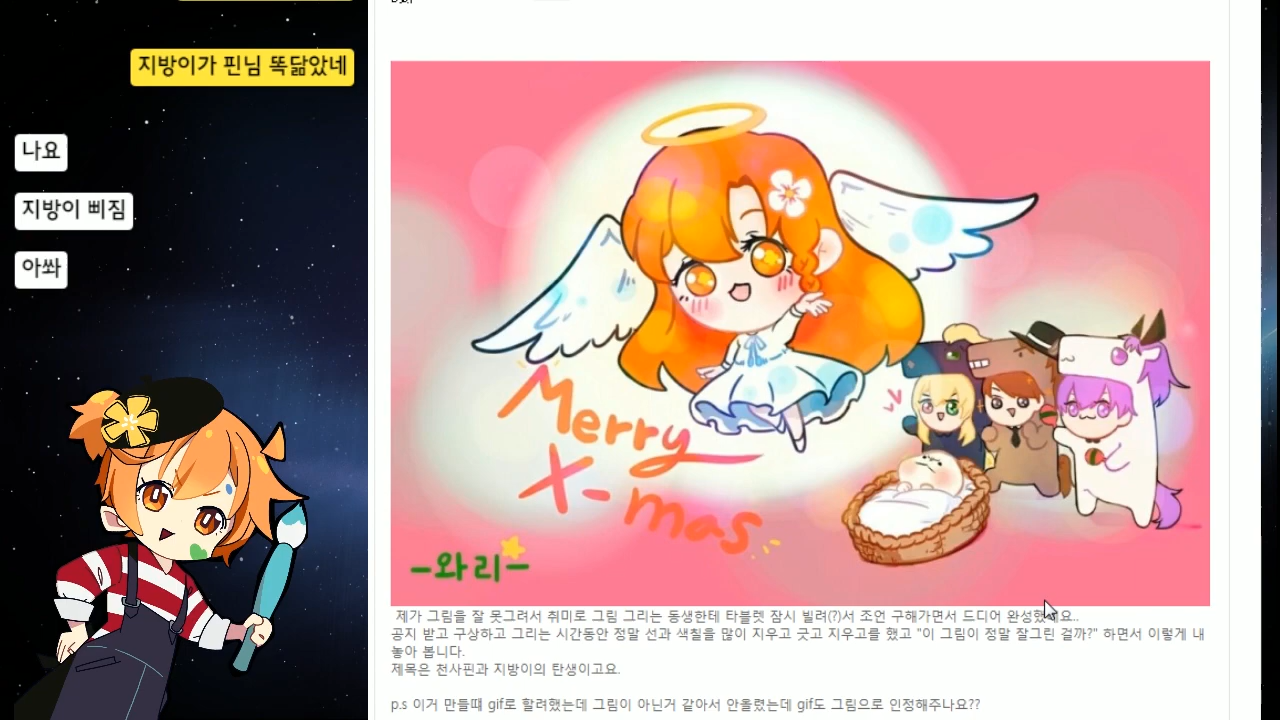 지방이가 핀님 똑닮았네
나요
지방이 삐짐
아쏴
Merry
X-mas
-와리-
제가 그림을 잘 못그려서 취미로 그림 그리는 동생한테 타블렛 잠시 빌려(?)서 조언 구해가면서 드디어 완성했네요..
공지 받고 구상하고 그리는 시간동안 정말 선과 색칠을 많이 지우고 긋고 지우고를 했고 "이 그림이 정말 잘그린 걸까?" 하면서 이렇게 내
놓아 봅니다.
제목은 천사핀과 지방이의 탄생이고요.
p.s 이거 만들때 gif로 할려했는데 그림이 아닌거 같아서 안올렸는데 gif도 그림으로 인정해주나요??